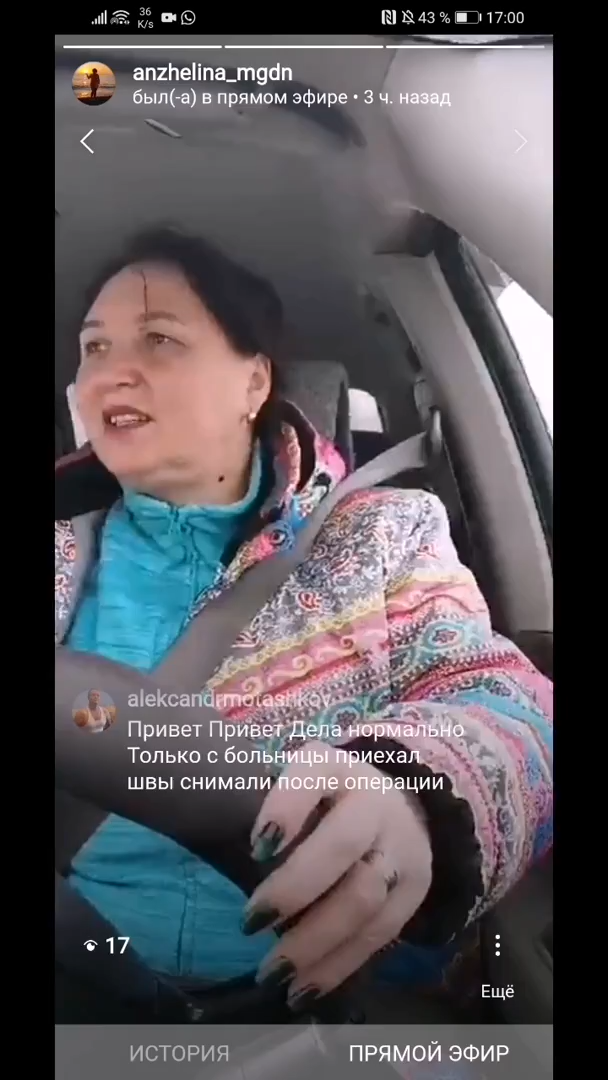 36
K/s
43 %
17:00
anzhelina_mgdn
был(-а) в прямом эфире • 3 ч. назад
alekcandrmotashkov
Привет Привет Дела нормально
Только с больницы приехал
швы снимали после операции
17
Ещё
ИСТОРИЯ
ПРЯМОЙ ЭФИР